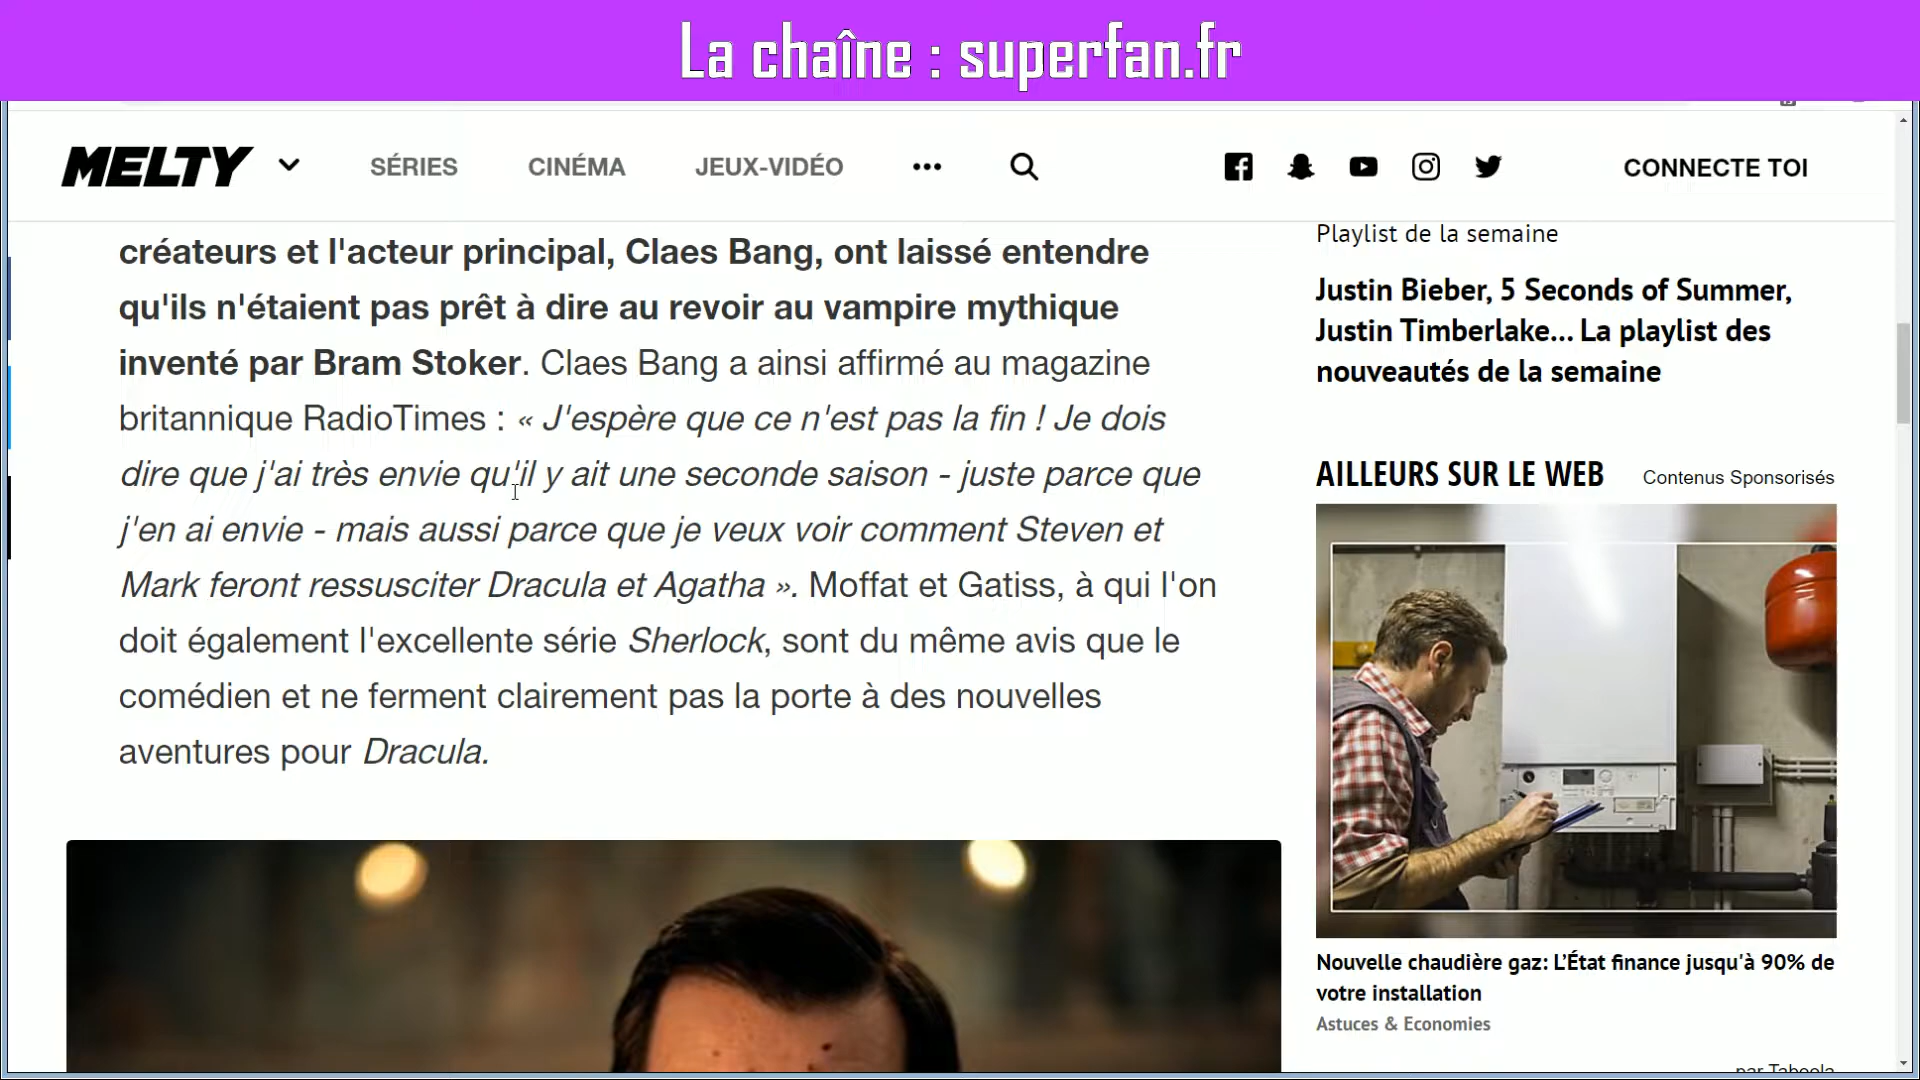 La chaîne : superfan.fr
MELTY
SÉRIES
CINÉMA
JEUX-VIDÉO
CONNECTE TOI
créateurs et l'acteur principal, Claes Bang, ont laissé entendre
qu'ils n'étaient pas prêt à dire au revoir au vampire mythique
inventé par Bram Stoker. Claes Bang a ainsi affirmé au magazine
britannique RadioTimes : « J'espère que ce n'est pas la fin ! Je dois
dire que j'ai très envie qu'il y ait une seconde saison - juste parce que
j'en ai envie - mais aussi parce que je veux voir comment Steven et
Mark feront ressusciter Dracula et Agatha ». Moffat et Gatiss, à qui l'on
doit également l'excellente série Sherlock, sont du même avis que le
comédien et ne ferment clairement pas la porte à des nouvelles
aventures pour Dracula.
Playlist de la semaine
Justin Bieber, 5 Seconds of Summer,
Justin Timberlake... La playlist des
nouveautés de la semaine
AILLEURS SUR LE WEB
Contenus Sponsorisés
Nouvelle chaudière gaz: L'État finance jusqu'à 90% de
votre installation
Astuces & Economies
par Taboola